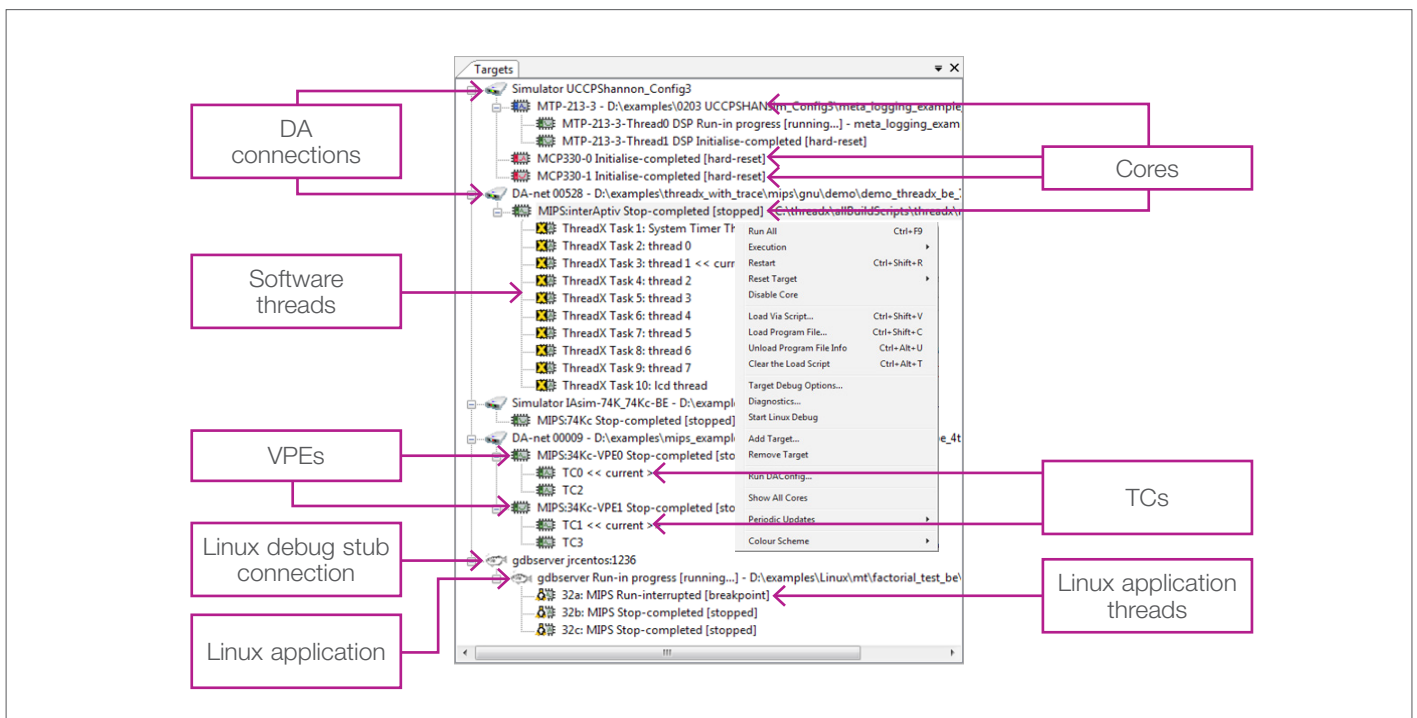 Targets
Simulator UCCPShannon_Config3
MTP-213-3 - D:\examples\0203 UCCPSHANsim_Config3\meta_logging_example_
MTP-213-3-Thread0 DSP Run-in progress [running...] - meta_logging_exam
MTP-213-3-Thread1 DSP Initialise-completed [hard-reset]
MCP330-0 Initialise-completed [hard-reset]
MCP330-1 Initialise-completed [hard-reset]
DA-net 00528 - D:\examples\threadx_with_trace\mips\gnu\demo\demo_threadx_be_
MIPS:interAptiv Stop-completed [stopped] - C:\threadx\allBuildScripts\threadx\
ThreadX Task 1: System Timer Th
ThreadX Task 2: thread 0
ThreadX Task 3: thread 1 << curr
ThreadX Task 4: thread 2
ThreadX Task 5: thread 3
ThreadX Task 6: thread 4
ThreadX Task 7: thread 5
ThreadX Task 8: thread 6
ThreadX Task 9: thread 7
ThreadX Task 10: lcd thread
Simulator IAsim-74K_74Kc-BE - D:\exampl
MIPS:74Kc Stop-completed [stopped]
DA-net 00009 - D:\examples\mips_exampl
e_4t
MIPS:34Kc-VPE0 Stop-completed [sto
TC0 << current >
TC2
MIPS:34Kc-VPE1 Stop-completed [sto
TC1 << current >
TC3
gdbserver jrcentos:1236
gdbserver Run-in progress [running...] - D:\examples\Linux\mt\factorial_test_be\
32a: MIPS Run-interrupted [breakpoint]
32b: MIPS Stop-completed [stopped]
32c: MIPS Stop-completed [stopped]
Run All Ctrl+F9
Execution
Restart Ctrl+Shift+R
Reset Target
Disable Core
Load Via Script... Ctrl+Shift+V
Load Program File... Ctrl+Shift+C
Unload Program File Info Ctrl+Alt+U
Clear the Load Script Ctrl+Alt+T
Target Debug Options...
Diagnostics...
Start Linux Debug
Add Target...
Remove Target
Run DAConfig...
Show All Cores
Periodic Updates
Colour Scheme
DA
connections
Software
threads
VPEs
Linux debug stub
connection
Linux application
Cores
TCs
Linux application
threads